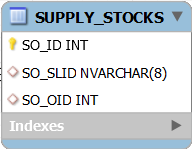 SUPPLY_STOCKS
SO_ID INT
SO_SLID NVARCHAR(8)
SO_OID INT
Indexes